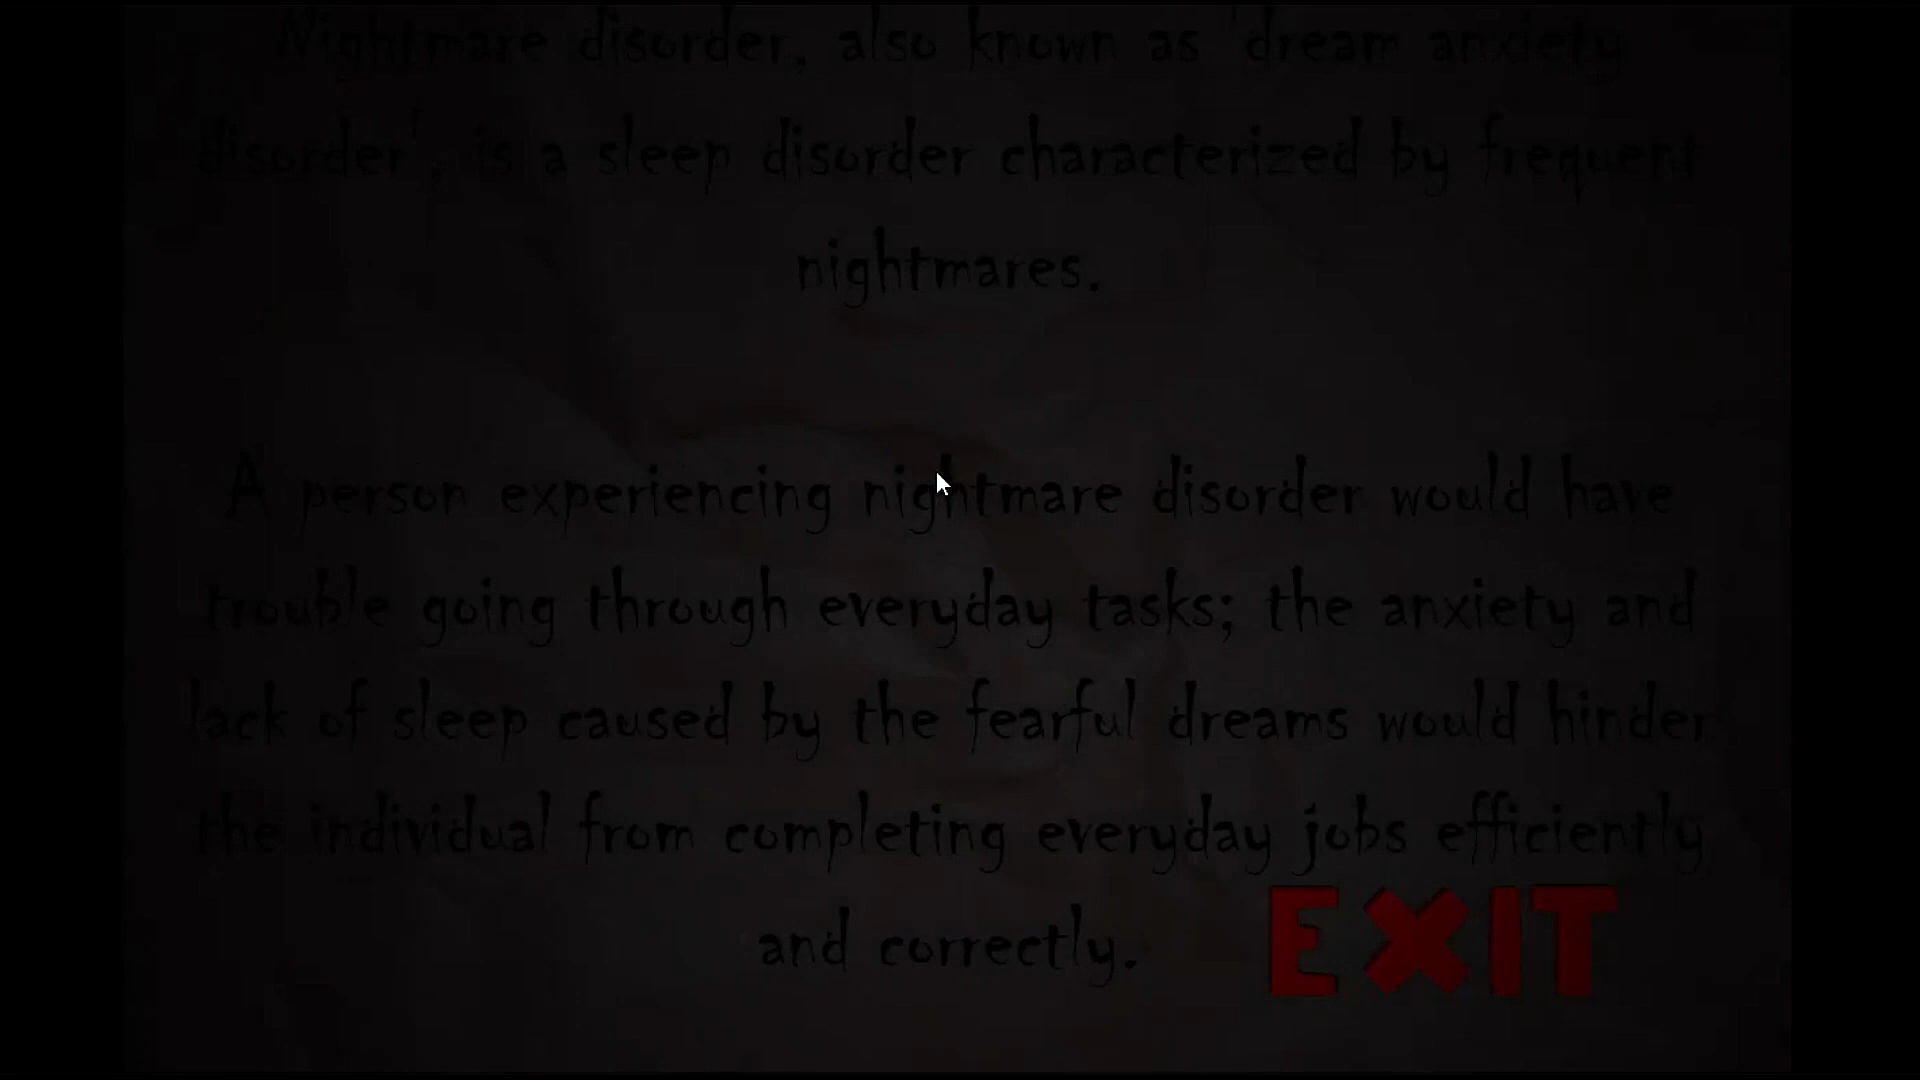 Nightmare disorder, also known as 'dream anxiety
disorder', is a sleep disorder characterized by frequent
nightmares.
A person experiencing nightmare disorder would have
trouble going through everyday tasks; the anxiety and
lack of sleep caused by the fearful dreams would hinder
the individual from completing everyday jobs efficiently
and correctly.
EXIT